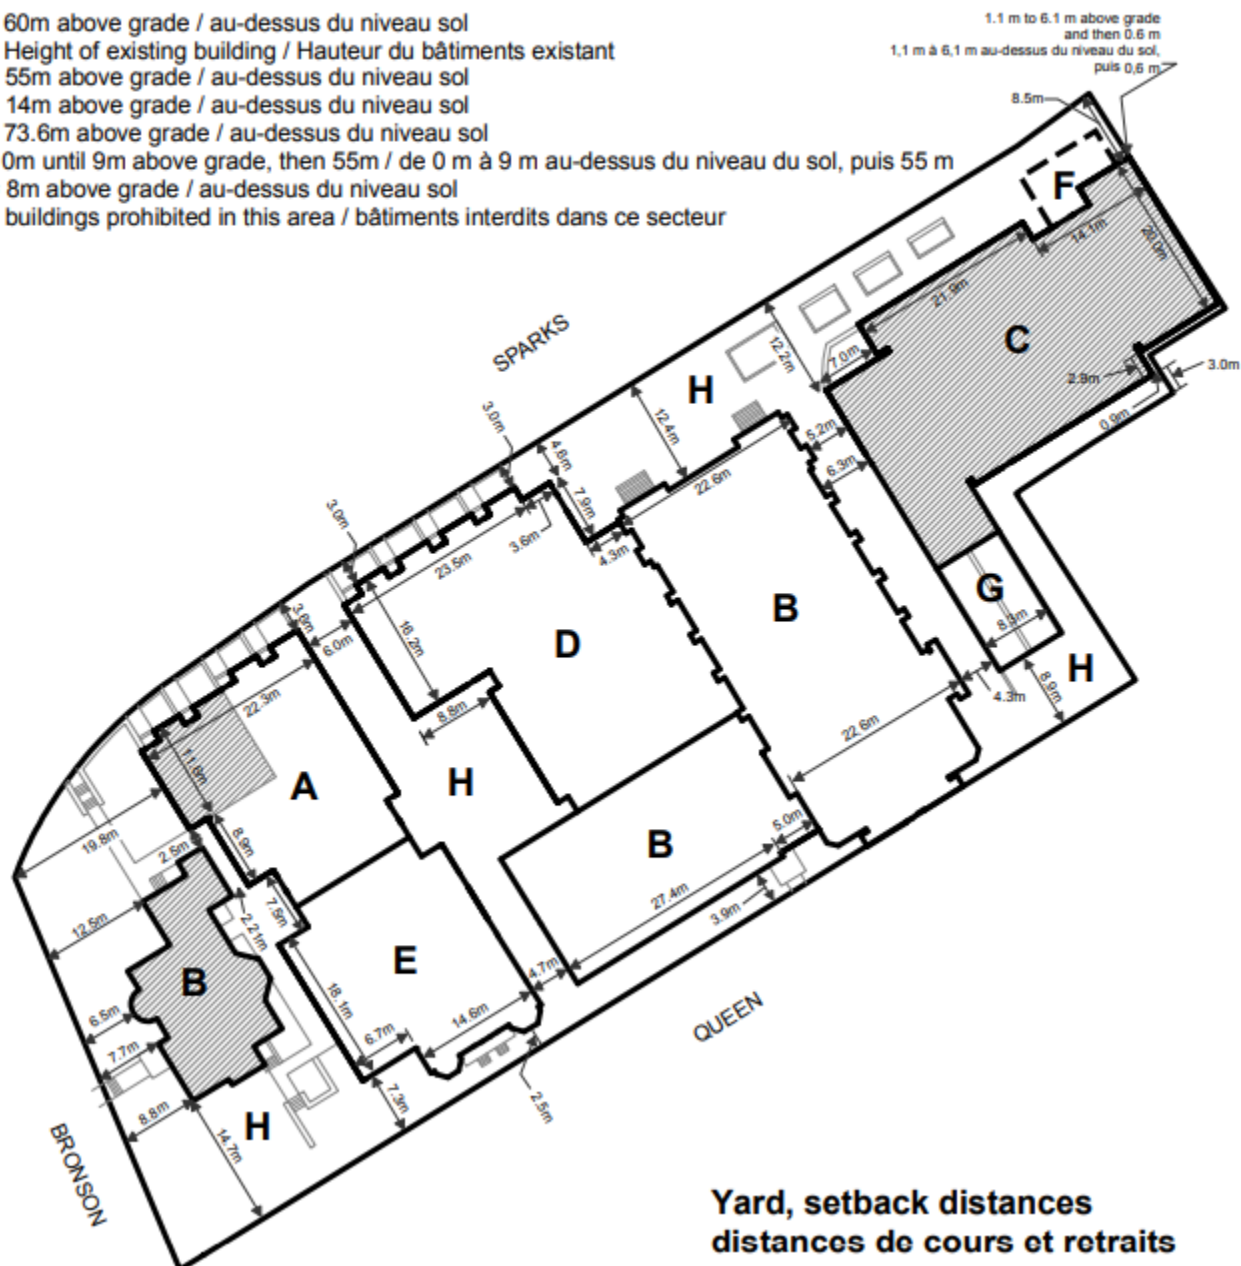 60m above grade / au-dessus du niveau sol
Height of existing building / Hauteur du bâtiments existant
55m above grade / au-dessus du niveau sol
14m above grade / au-dessus du niveau sol
73.6m above grade / au-dessus du niveau sol
0m until 9m above grade, then 55m / de 0 m à 9 m au-dessus du niveau du sol, puis 55 m
8m above grade / au-dessus du niveau sol
buildings prohibited in this area / bâtiments interdits dans ce secteur
1.1 m to 6.1 m above grade
and then 0.6 m
1,1 m à 6,1 m au-dessus du niveau du sol,
puis 0,6 m
8.5m
F
14.1m
20.0m
21.9m
C
SPARKS
12.2m
7.0m
2.9m
3.0m
0.9m
H
12.4m
3.0m
4.6m
7.9m
22.6m
5.2m
6.3m
3.0m
23.5m
3.6m
4.3m
G
8.3m
B
3.6m
6.0m
16.2m
D
H
8.9m
4.3m
22.3m
8.8m
22.6m
11.6m
A
H
19.8m
8.9m
2.5m
B
5.0m
27.4m
3.9m
12.5m
7.5m
2.21m
E
B
18.1m
4.7m
QUEEN
6.5m
14.6m
6.7m
7.7m
8.8m
H
14.7m
7.3m
2.5m
BRONSON
Yard, setback distances
distances de cours et retraits